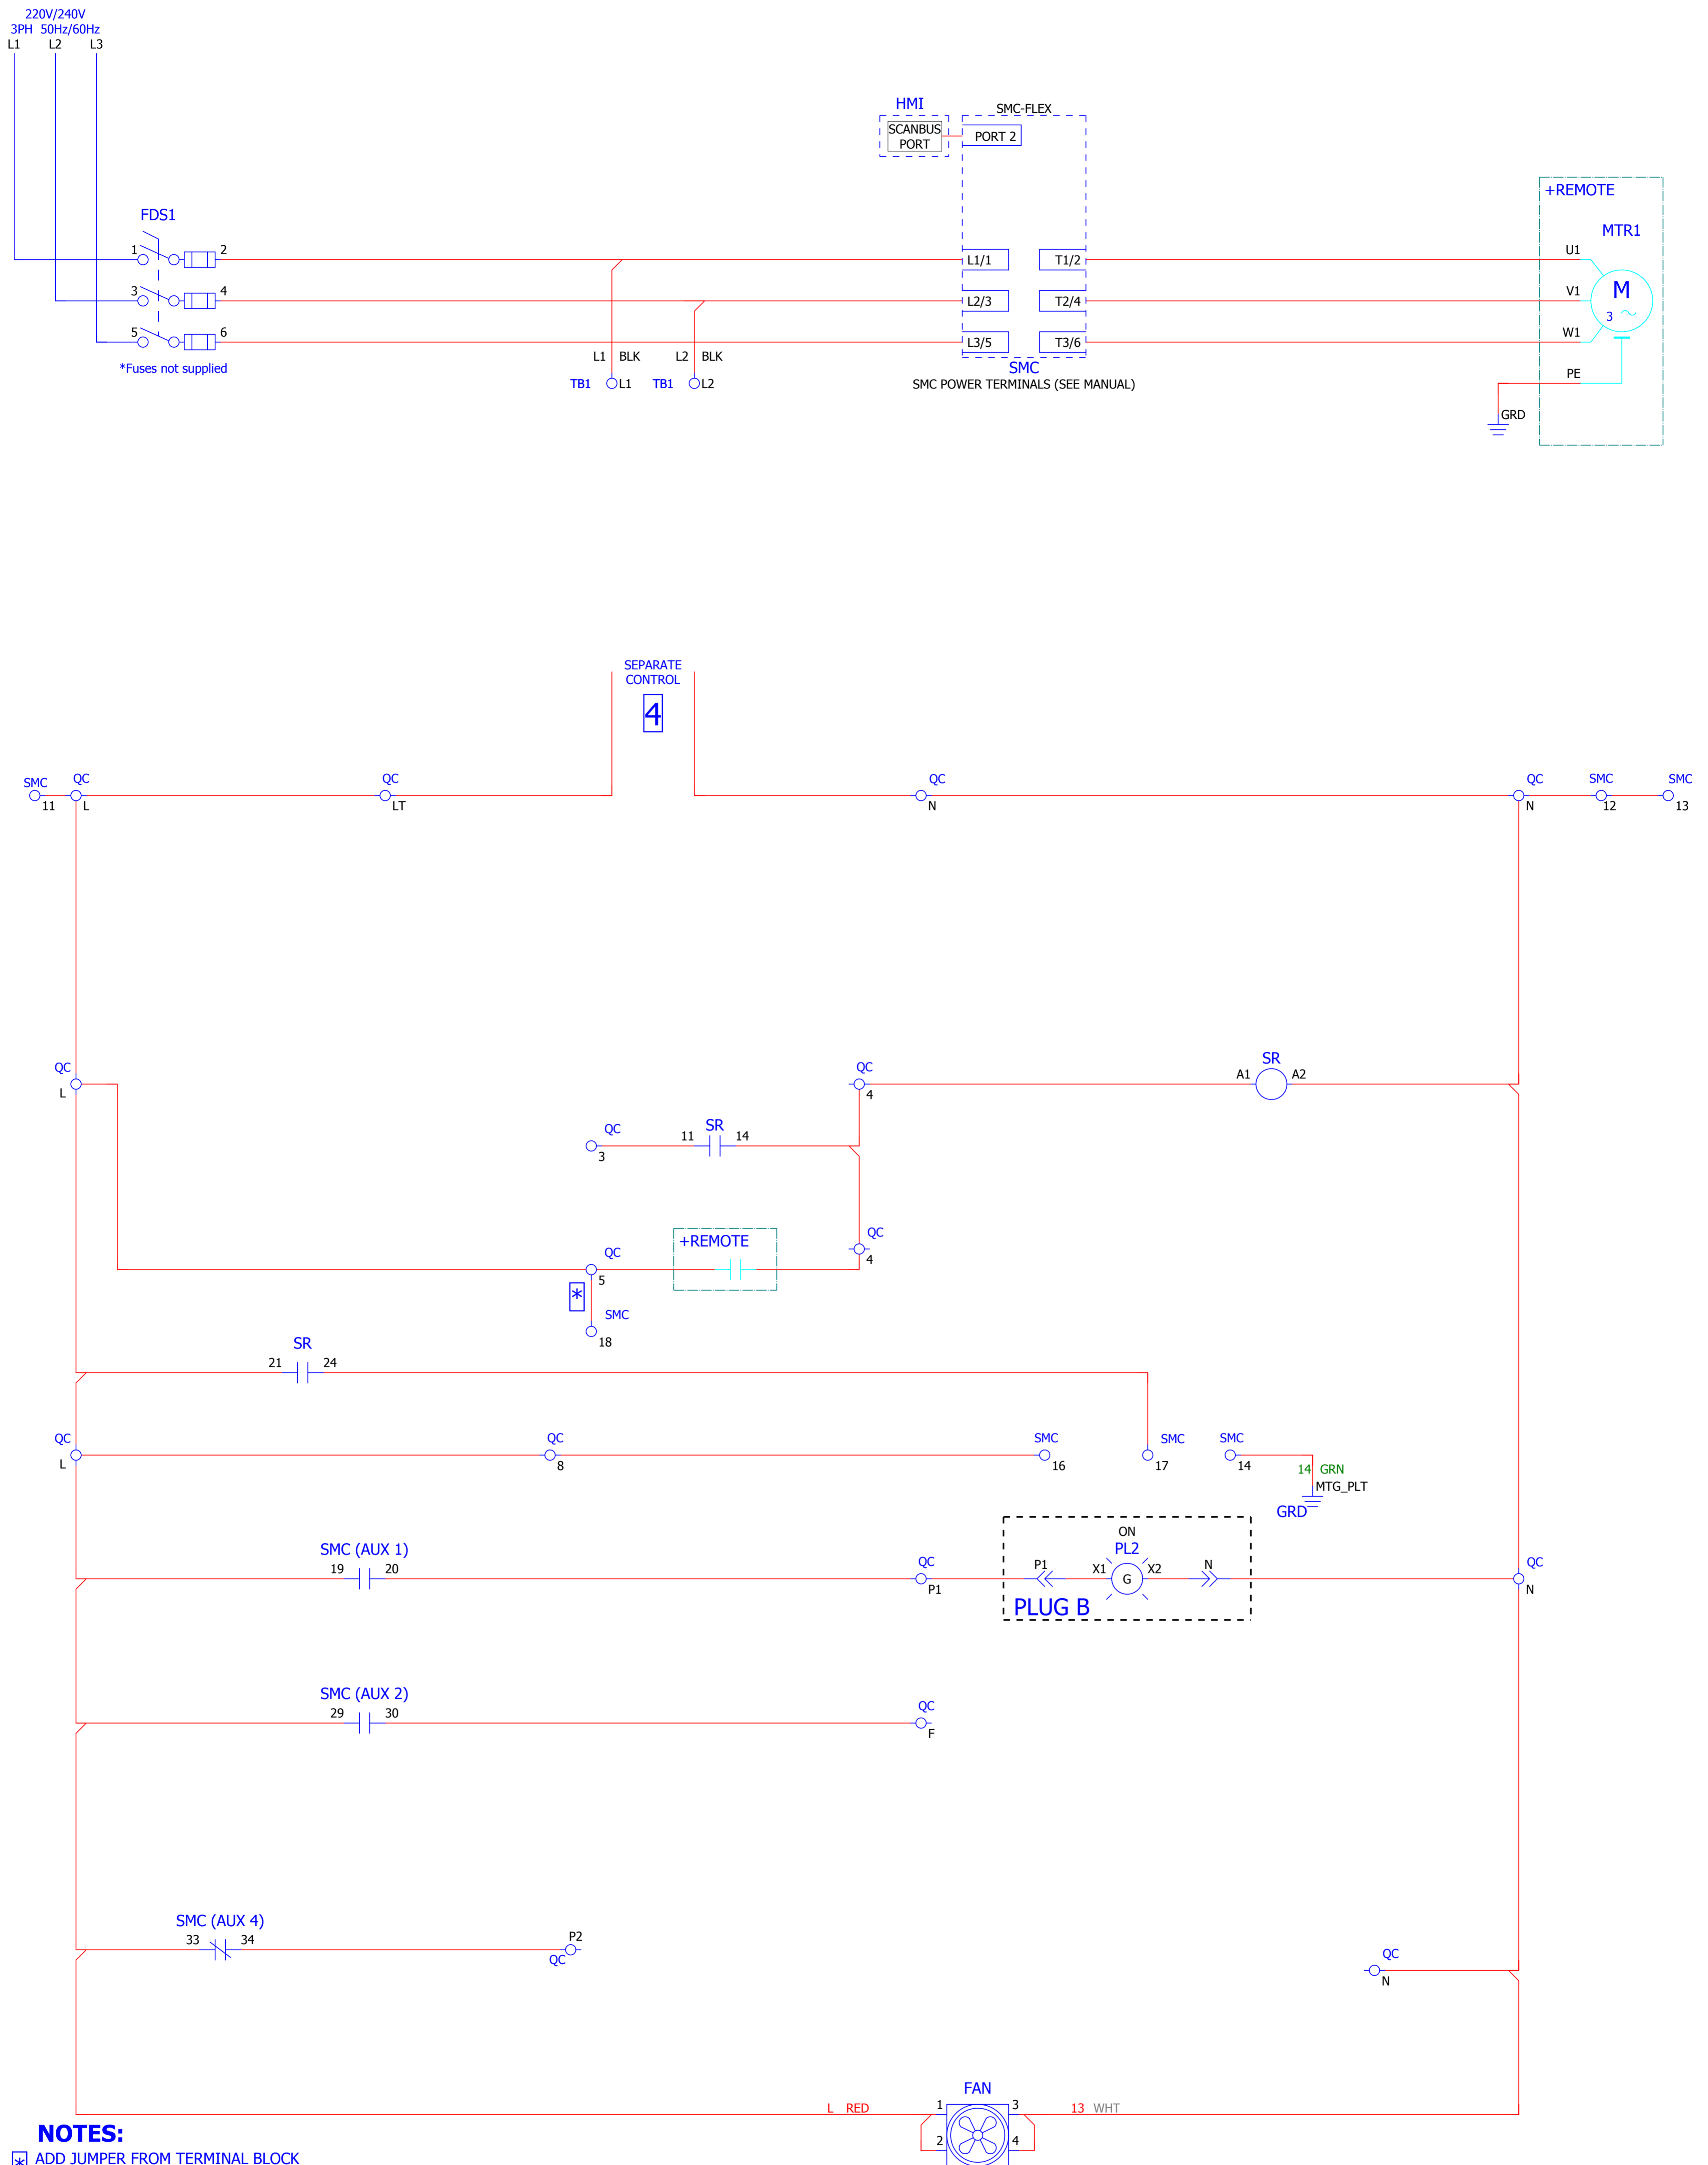 220V/240V
3PH 50Hz/60Hz
L1 L2 L3
HMI
SCANBUS
PORT
SMC-FLEX
PORT 2
+REMOTE
MTR1
FDS1
1 2
3 4
5 6
*Fuses not supplied
L1/1 T1/2
L2/3 T2/4
L3/5 T3/6
U1
V1
W1
PE
M
3
GRD
L1 BLK
L2 BLK
TB1 L1
TB1 L2
SMC
SMC POWER TERMINALS (SEE MANUAL)
SEPARATE
CONTROL
4
SMC
11
QC
L
QC
LT
QC
N
QC
N
SMC
12
SMC
13
QC
L
QC
4
SR
A1 A2
QC
3
SR
11 14
QC
4
+REMOTE
QC
5
*
SMC
18
SR
21 24
QC
L
QC
8
SMC
16
SMC
17
SMC
14
14 GRN
MTG_PLT
GRD
SMC (AUX 1)
19 20
QC
P1
ON
PL2
P1 X1 G X2 N
PLUG B
QC
N
SMC (AUX 2)
29 30
QC
F
SMC (AUX 4)
33 34
P2
QC
QC
N
FAN
L RED
1 3
2 4
13 WHT
NOTES:
* ADD JUMPER FROM TERMINAL BLOCK